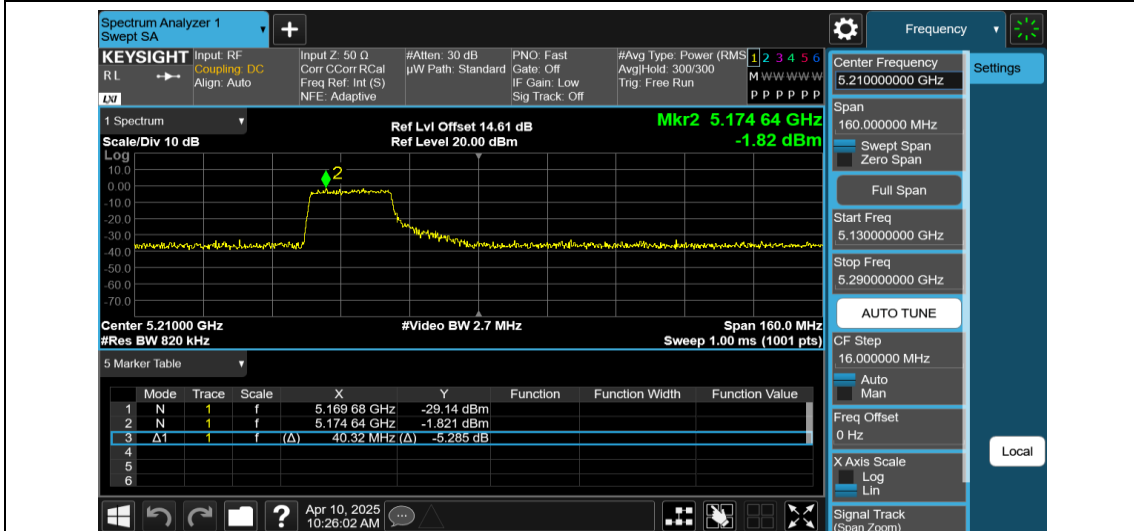 Spectrum Analyzer 1
Swept SA
Frequency
KEYSIGHT Input: RF Input Z: 50 Ω #Atten: 30 dB PNO: Fast #Avg Type: Power (RMS 1 2 3 4 5 6
R L Coupling: DC Corr CCorr RCal µW Path: Standard Gate: Off Avg|Hold: 300/300 M W W W W W
Align: Auto Freq Ref: Int (S) IF Gain: Low Trig: Free Run P P P P P P
LXI NFE: Adaptive Sig Track: Off
1 Spectrum
Scale/Div 10 dB
Ref Lvl Offset 14.61 dB
Ref Level 20.00 dBm
Mkr2 5.174 64 GHz
-1.82 dBm
Log
10.0
0.00
-10.0
-20.0
-30.0
-40.0
-50.0
-60.0
-70.0
2
Center 5.21000 GHz #Video BW 2.7 MHz Span 160.0 MHz
#Res BW 820 kHz Sweep 1.00 ms (1001 pts)
5 Marker Table
Mode Trace Scale X Y Function Function Width Function Value
1 N 1 f 5.169 68 GHz -29.14 dBm
2 N 1 f 5.174 64 GHz -1.821 dBm
3 Δ1 1 f (Δ) 40.32 MHz (Δ) -5.285 dB
4
5
6
?
Apr 10, 2025
10:26:02 AM
Center Frequency
5.210000000 GHz
Settings
Span
160.000000 MHz
Swept Span
Zero Span
Full Span
Start Freq
5.130000000 GHz
Stop Freq
5.290000000 GHz
AUTO TUNE
CF Step
16.000000 MHz
Auto
Man
Freq Offset
0 Hz
X Axis Scale
Log
Lin
Local
Signal Track
(Span Zoom)